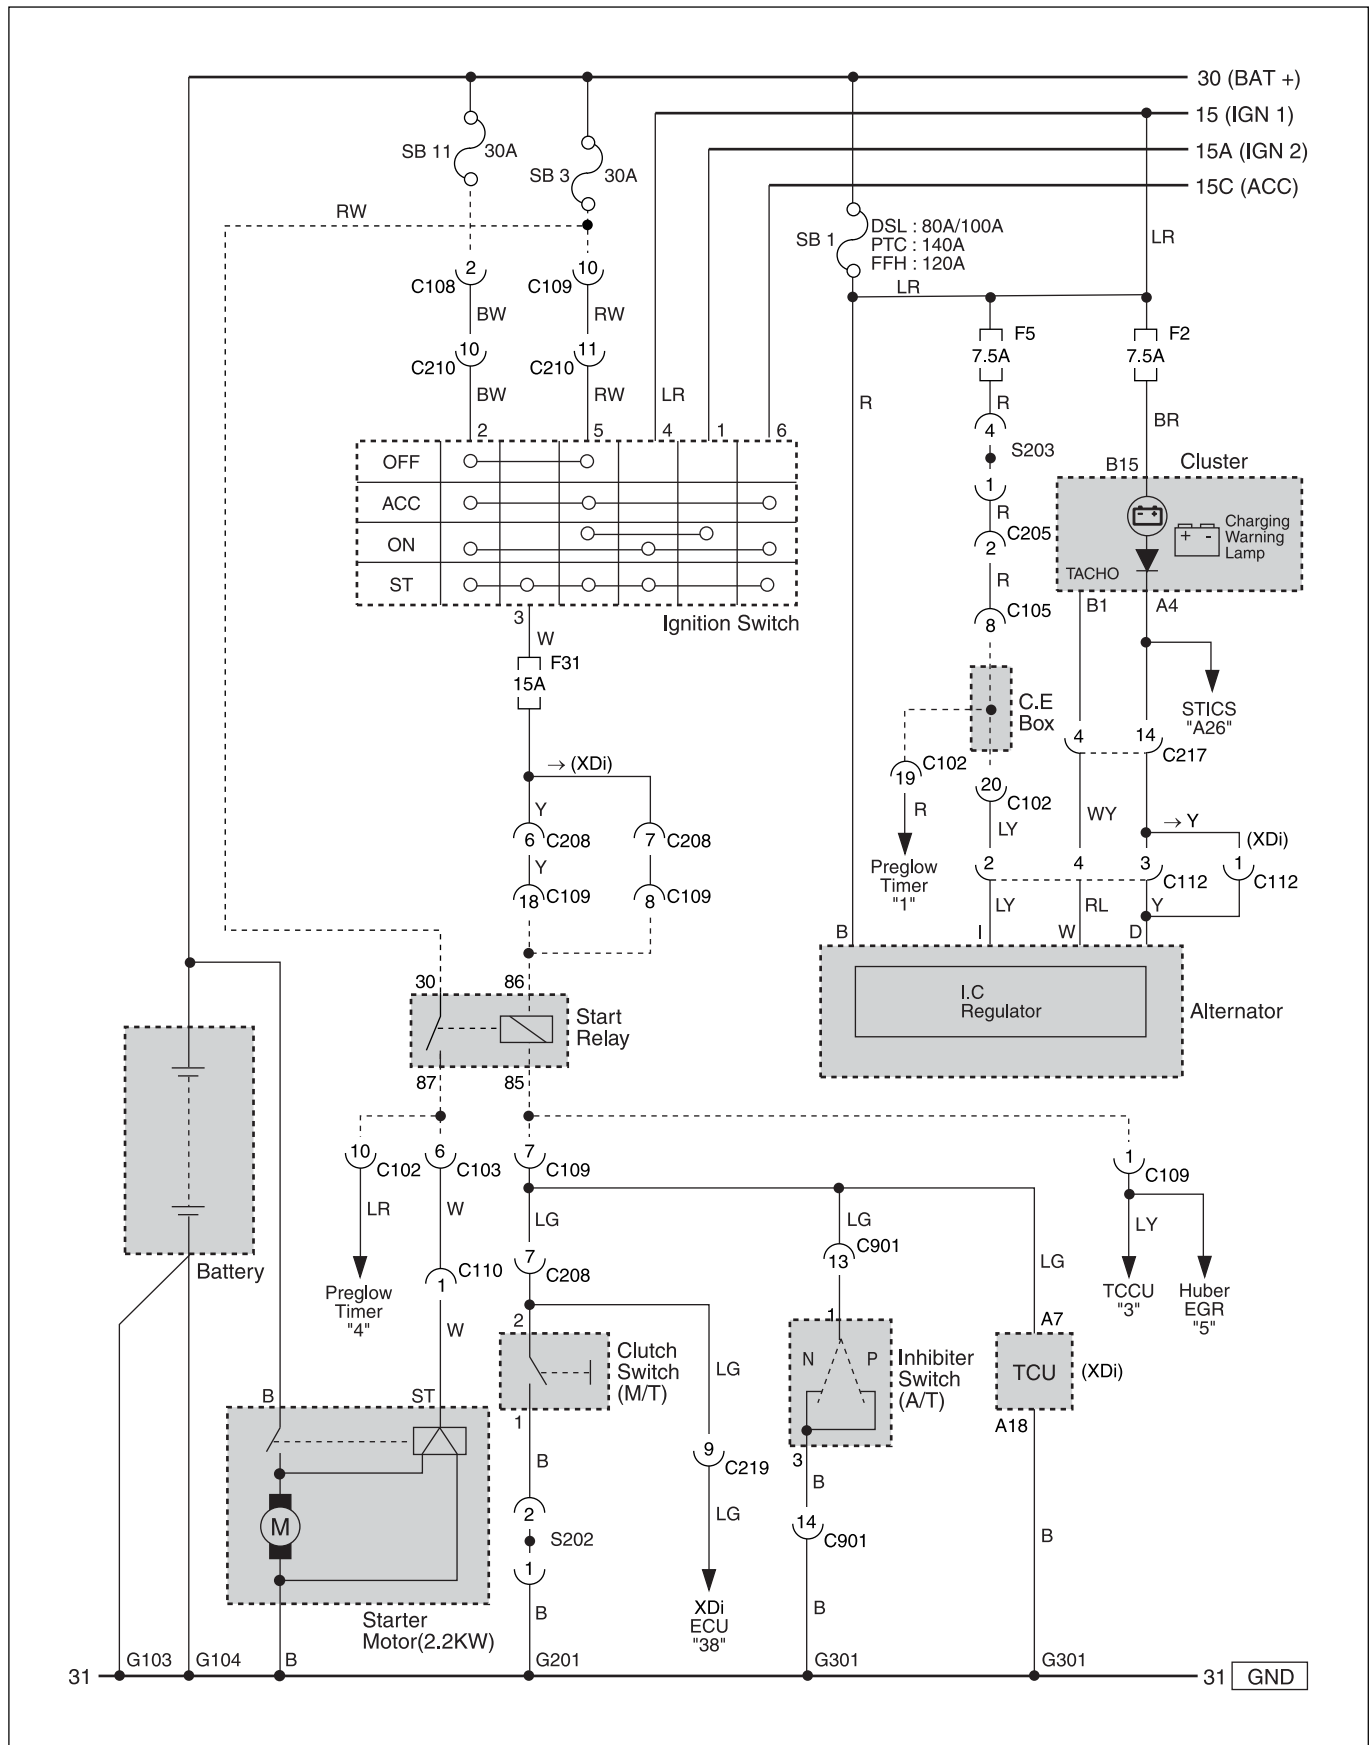 30 (BAT +)
15 (IGN 1)
15A (IGN 2)
15C (ACC)
SB 11
30A
SB 3
30A
RW
SB 1
DSL : 80A/100A
PTC : 140A
FFH : 120A
LR
LR
2
C108
10
C109
BW
RW
10
C210
11
C210
BW
RW
LR
R
F5
7.5A
F2
7.5A
R
BR
2
5
4
1
6
4
S203
1
B15
Cluster
OFF
ACC
ON
ST
R
C205
2
Charging
Warning
Lamp
+ -
- +
TACHO
R
C105
8
B1
A4
3
W
Ignition Switch
F31
15A
C.E
Box
STICS
"A26"
4
14
C217
→ (XDi)
19
C102
20
C102
R
LY
WY
→ Y
(XDi)
Y
6
C208
7
C208
Y
18
C109
8
C109
Preglow
Timer
"1"
2
4
3
C112
1
C112
LY
RL
Y
B
I
W
D
I.C
Regulator
Alternator
30
86
Start
Relay
87
85
10
C102
6
C103
7
C109
1
C109
LR
W
LG
LG
C901
13
LG
LY
Preglow
Timer
"4"
C110
1
7
C208
TCCU
"3"
Huber
EGR
"5"
Battery
W
2
Clutch
Switch
(M/T)
1
LG
1
N
P
Inhibiter
Switch
(A/T)
3
A7
TCU
(XDi)
A18
B
ST
M
Starter
Motor(2.2KW)
B
2
S202
1
B
9
C219
LG
XDi
ECU
"38"
B
14
C901
B
B
31
G103
G104
B
G201
G301
G301
31
GND